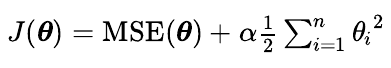 J(θ) = MSE(θ) + α ½ ∑ᵢ₌₁ⁿ θᵢ²